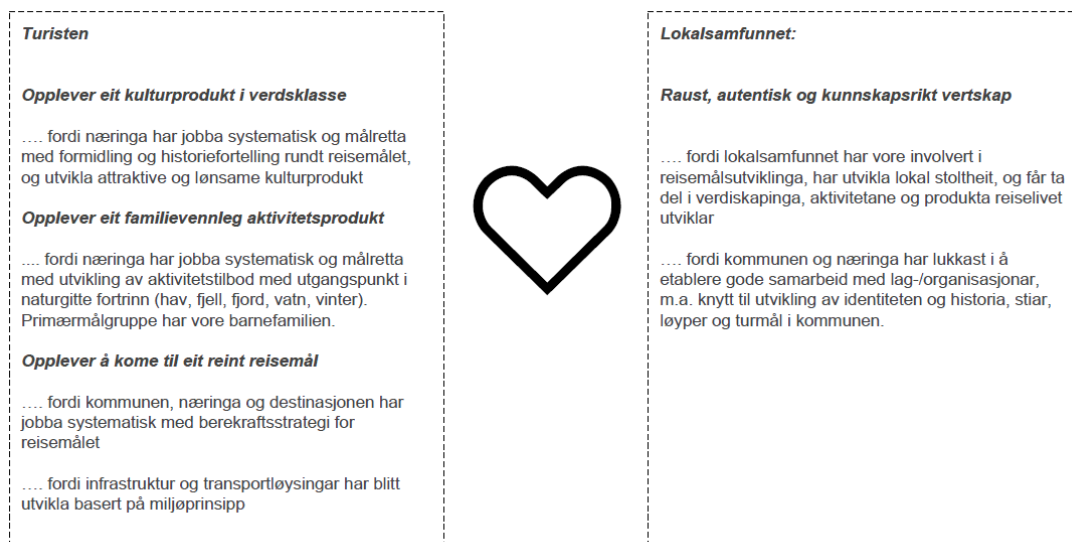 Turisten
Opplever eit kulturprodukt i verdsklasse
…. fordi næringa har jobba systematisk og målretta
med formidling og historiefortelling rundt reisemålet,
og utvikla attraktive og lønsame kulturprodukt
Opplever eit familievennleg aktivitetsprodukt
.... fordi næringa har jobba systematisk og målretta
med utvikling av aktivitetstilbod med utgangspunkt i
naturgitte fortrinn (hav, fjell, fjord, vatn, vinter).
Primærmålgruppe har vore barnefamilien.
Opplever å kome til eit reint reisemål
…. fordi kommunen, næringa og destinasjonen har
jobba systematisk med berekraftsstrategi for
reisemålet
…. fordi infrastruktur og transportløysingar har blitt
utvikla basert på miljøprinsipp
Lokalsamfunnet:
Raust, autentisk og kunnskapsrikt vertskap
…. fordi lokalsamfunnet har vore involvert i
reisemålsutviklinga, har utvikla lokal stoltheit, og får ta
del i verdiskapinga, aktivitetane og produkta reiselivet
utviklar
…. fordi kommunen og næringa har lukkast i å
etablere gode samarbeid med lag-/organisasjonar,
m.a. knytt til utvikling av identiteten og historia, stiar,
løyper og turmål i kommunen.